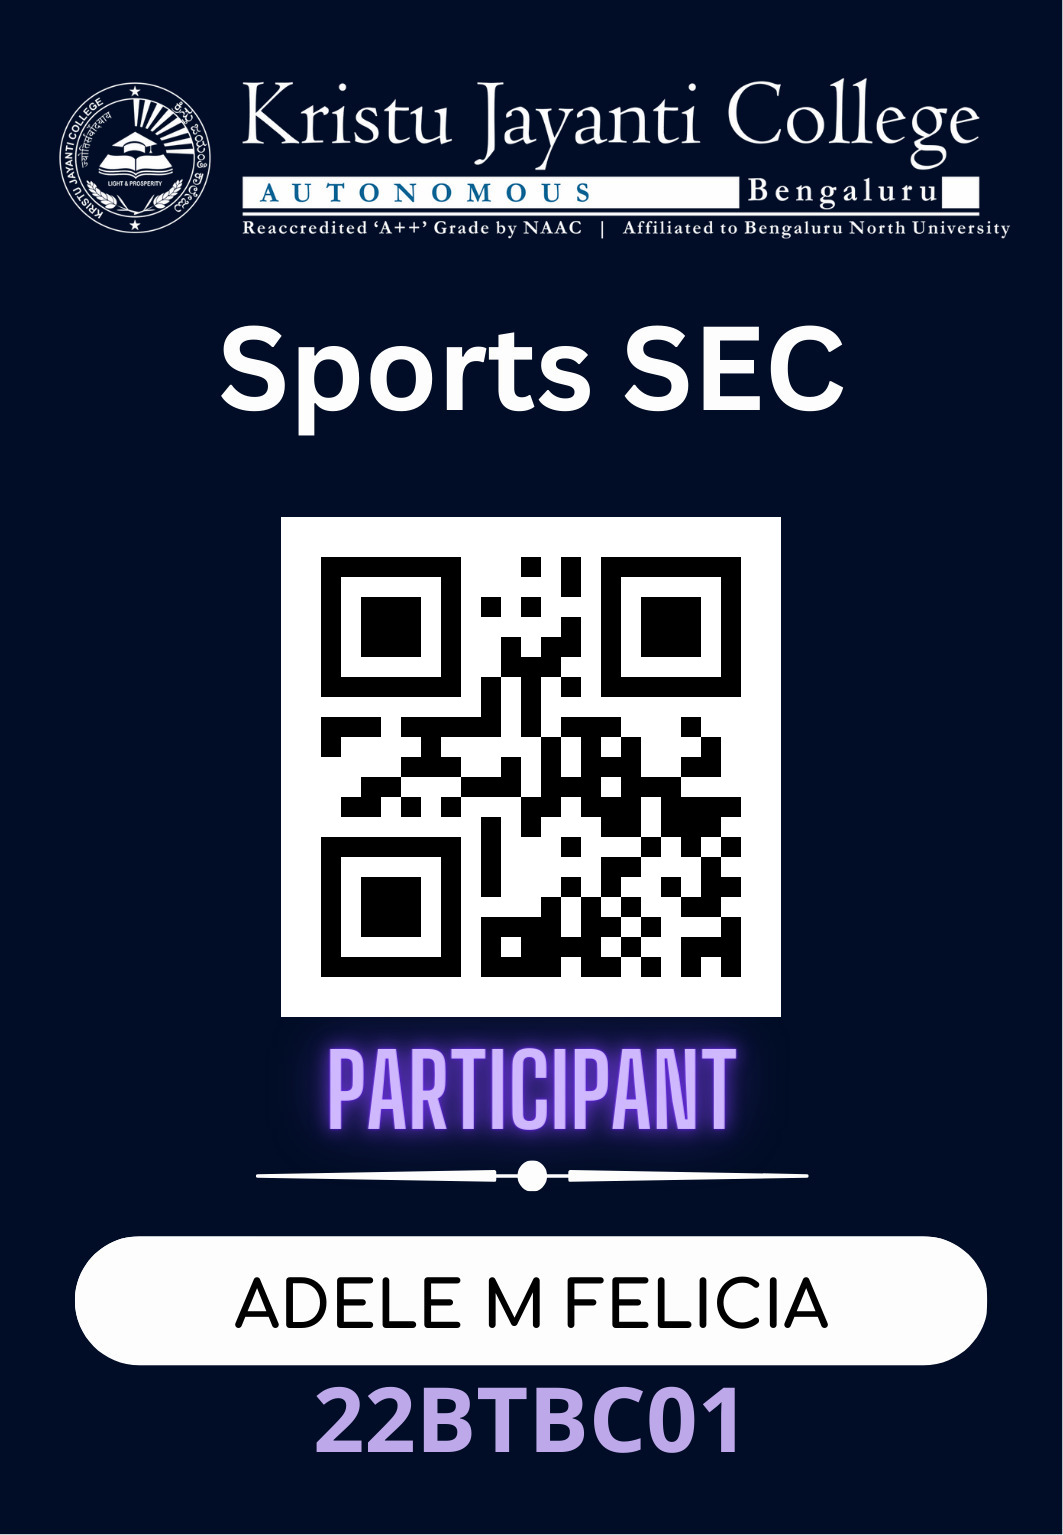 Kristu Jayanti College
AUTONOMOUS Bengaluru
Reaccredited ‘A++’ Grade by NAAC | Affiliated to Bengaluru North University
KRISTU JAYANTI COLLEGE
ಕ್ರಿಸ್ತು ಜಯಂತಿ ಕಾಲೇಜು
LIGHT & PROSPERITY
Sports SEC
PARTICIPANT
ADELE M FELICIA
22BTBC01